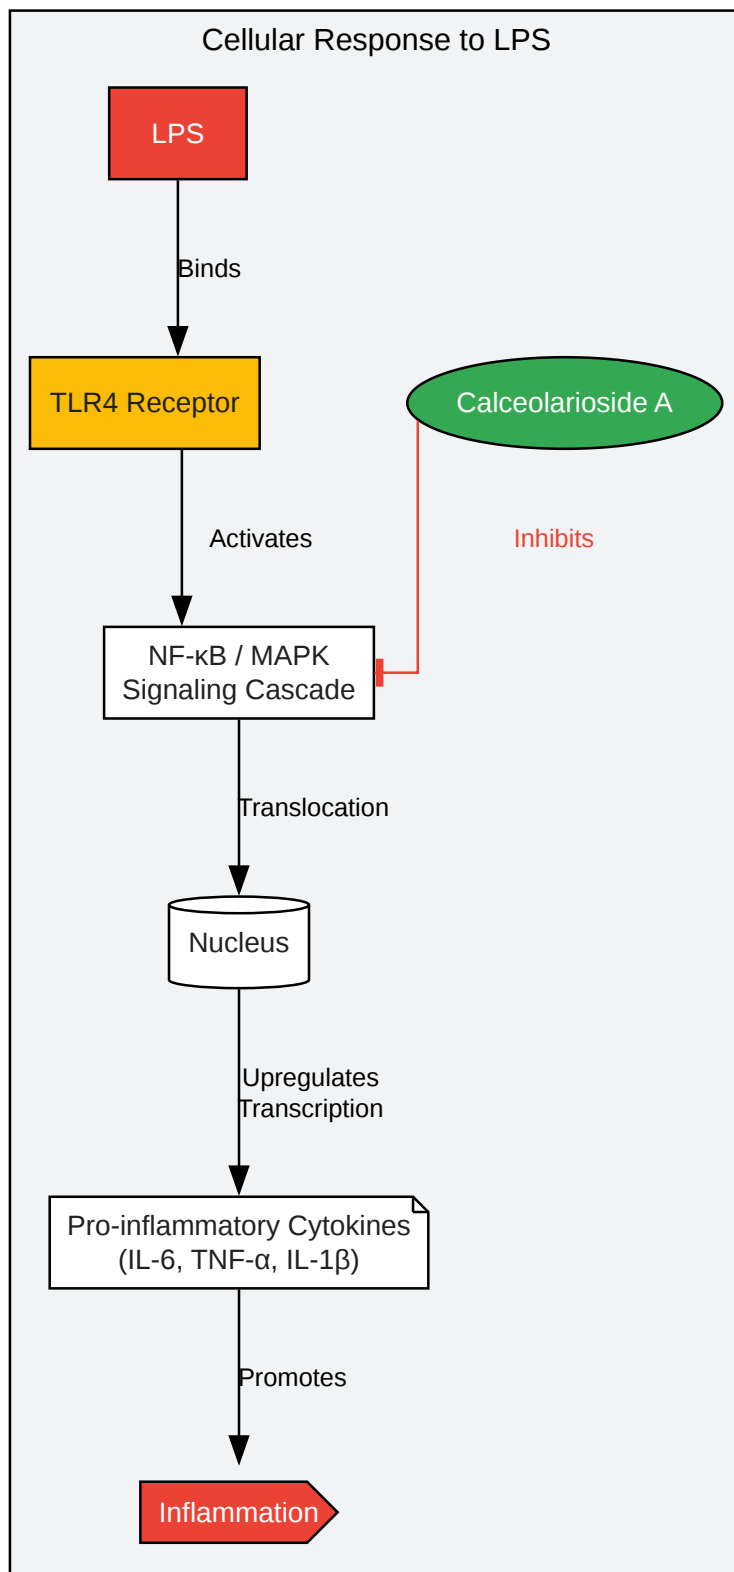 Cellular Response to LPS
LPS
Binds
TLR4 Receptor
Calceolarioside A
Activates
Inhibits
NF-κB / MAPK
Signaling Cascade
Translocation
Nucleus
Upregulates
Transcription
Pro-inflammatory Cytokines
(IL-6, TNF-α, IL-1β)
Promotes
Inflammation